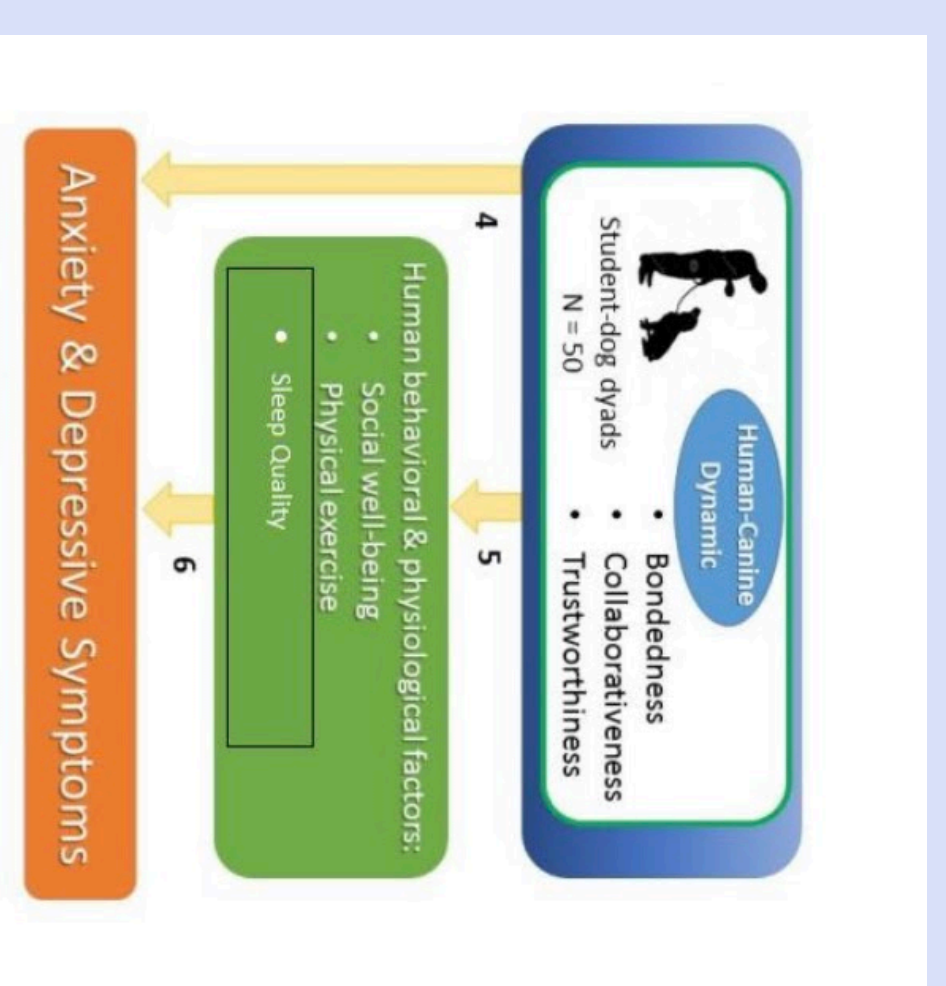 Human-Canine
Dynamic
Student-dog dyads
N = 50
• Bondedness
• Collaborativeness
• Trustworthiness
4
5
Human behavioral & physiological factors:
• Social well-being
• Physical exercise
• Sleep Quality
6
Anxiety & Depressive Symptoms